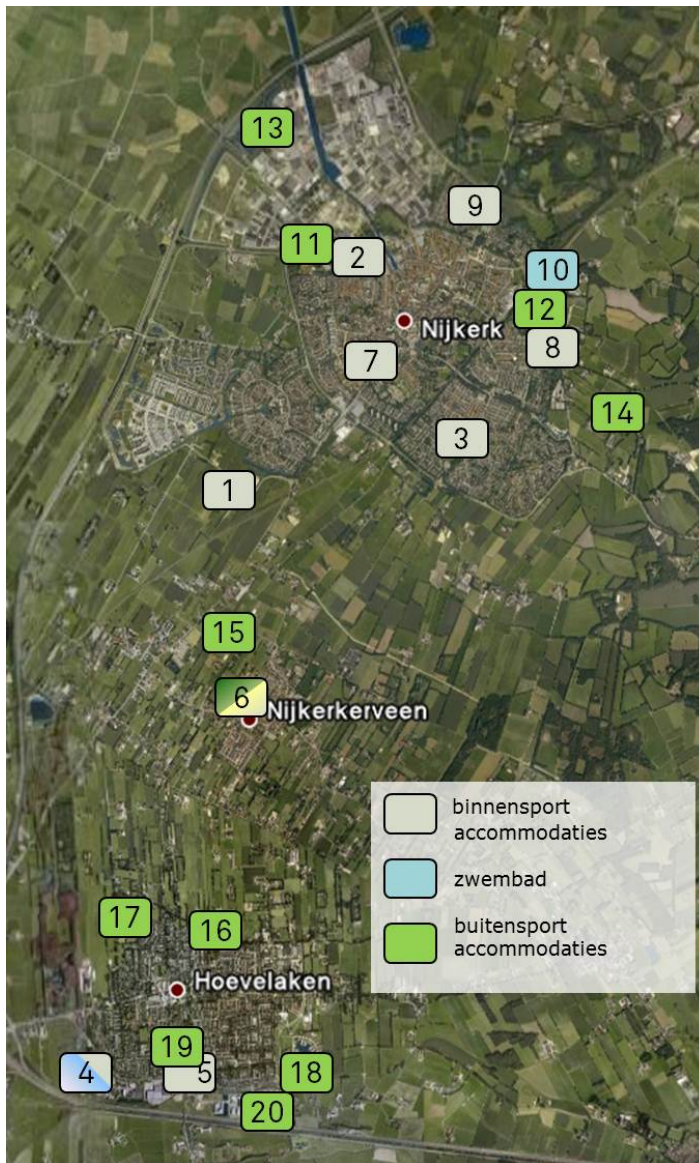 13
9
11
2
10
12
Nijkerk
8
7
14
3
1
15
6
Nijkerkerveen
binnensport
accommodaties
zwembad
buitensport
accommodaties
17
16
Hoevelaken
19
4
5
18
20